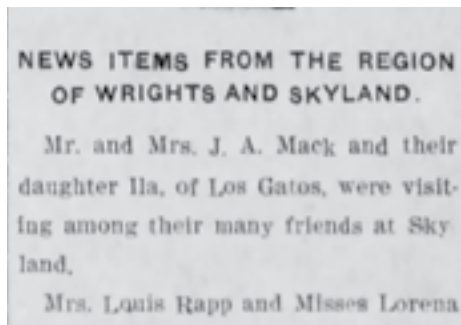 NEWS ITEMS FROM THE REGION
OF WRIGHTS AND SKYLAND.
Mr. and Mrs. J. A. Mack and their
daughter Ila, of Los Gatos, were visit-
ing among their many friends at Sky
land.
Mrs. Louis Rapp and Misses Lorena